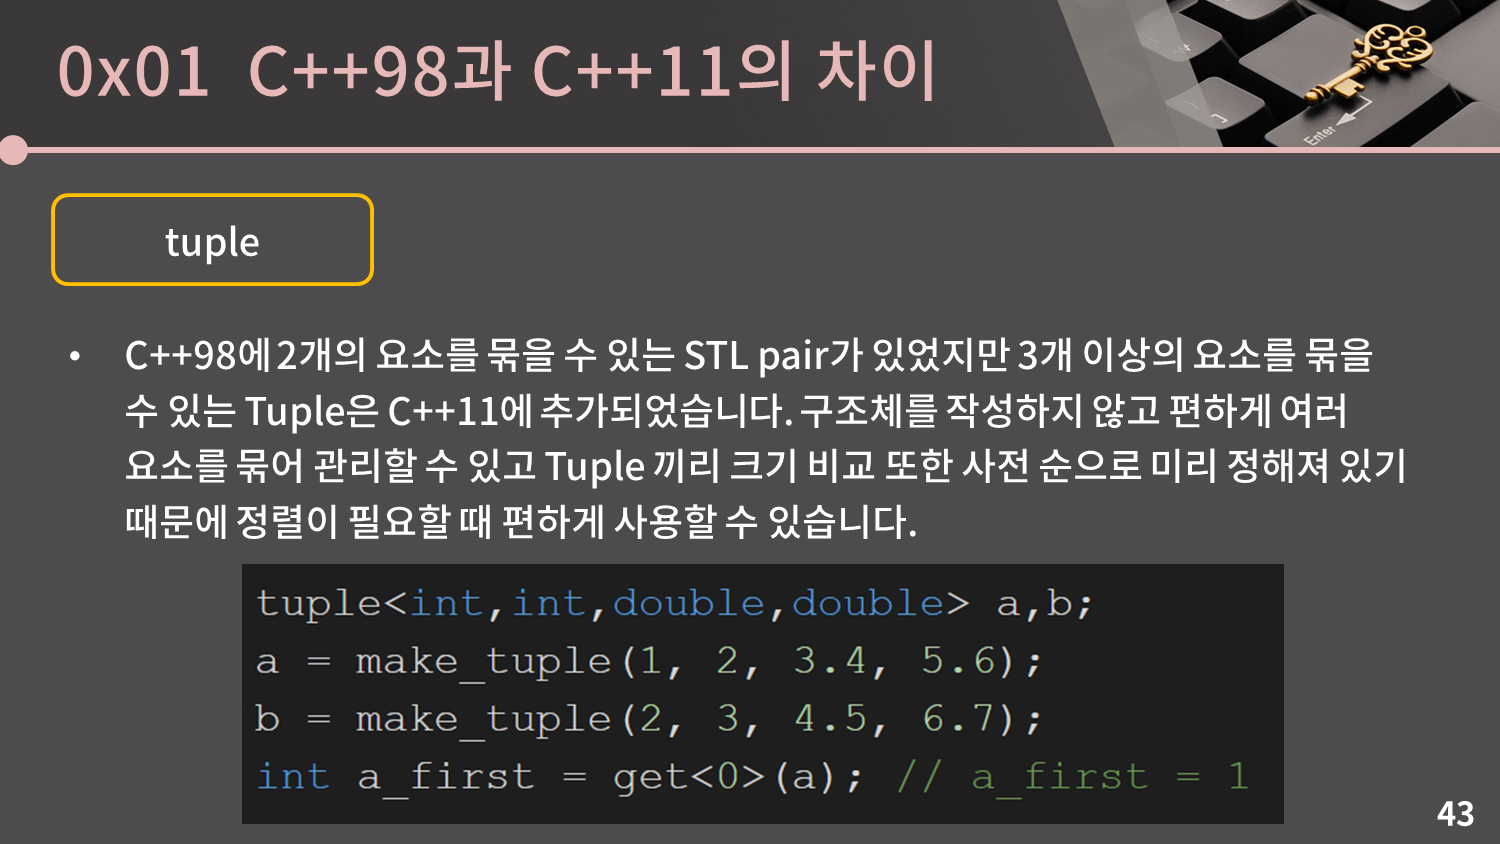 0x01 C++98과 C++11의 차이
Enter
tuple
• C++98에 2개의 요소를 묶을 수 있는 STL pair가 있었지만 3개 이상의 요소를 묶을
수 있는 Tuple은 C++11에 추가되었습니다. 구조체를 작성하지 않고 편하게 여러
요소를 묶어 관리할 수 있고 Tuple 끼리 크기 비교 또한 사전 순으로 미리 정해져 있기
때문에 정렬이 필요할 때 편하게 사용할 수 있습니다.
tuple<int,int,double,double> a,b;
a = make_tuple(1, 2, 3.4, 5.6);
b = make_tuple(2, 3, 4.5, 6.7);
int a_first = get<0>(a); // a_first = 1
43